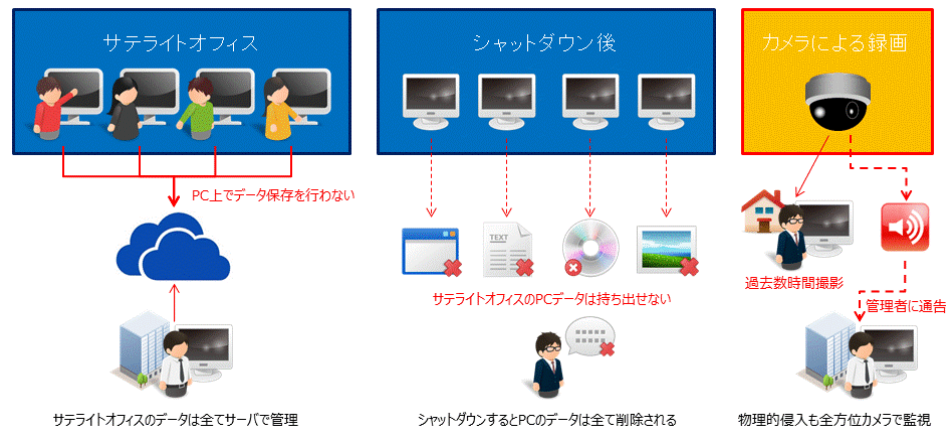 サテライトオフィス
PC上でデータ保存を行わない
サテライトオフィスのデータは全てサーバで管理
シャットダウン後
TEXT
サテライトオフィスのPCデータは持ち出せない
シャットダウンするとPCのデータは全て削除される
カメラによる録画
過去数時間撮影
管理者に通告
物理的侵入も全方位カメラで監視